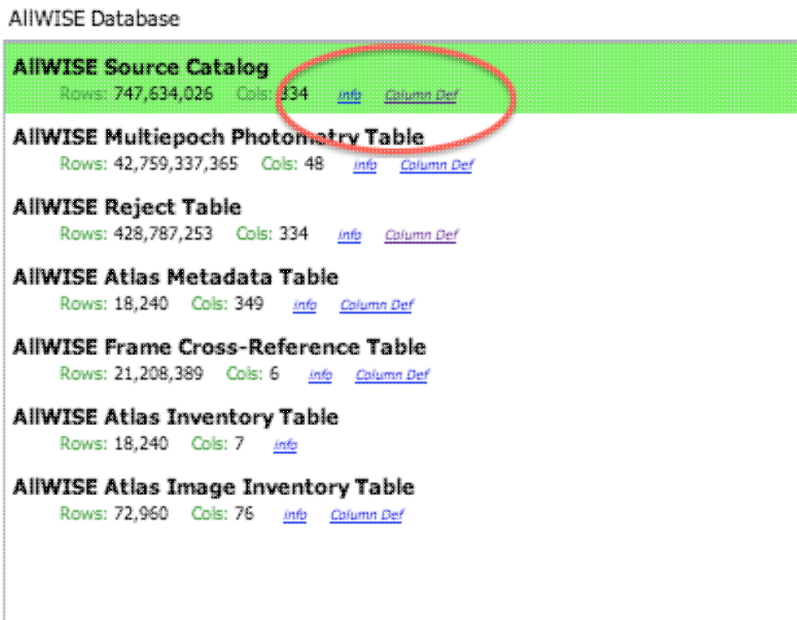 AllWISE Database
AllWISE Source Catalog
Rows: 747,634,026 Cols: 334 info Column Def
AllWISE Multiepoch Photometry Table
Rows: 42,759,337,365 Cols: 48 info Column Def
AllWISE Reject Table
Rows: 428,787,253 Cols: 334 info Column Def
AllWISE Atlas Metadata Table
Rows: 18,240 Cols: 349 info Column Def
AllWISE Frame Cross-Reference Table
Rows: 21,208,389 Cols: 6 info Column Def
AllWISE Atlas Inventory Table
Rows: 18,240 Cols: 7 info
AllWISE Atlas Image Inventory Table
Rows: 72,960 Cols: 76 info Column Def